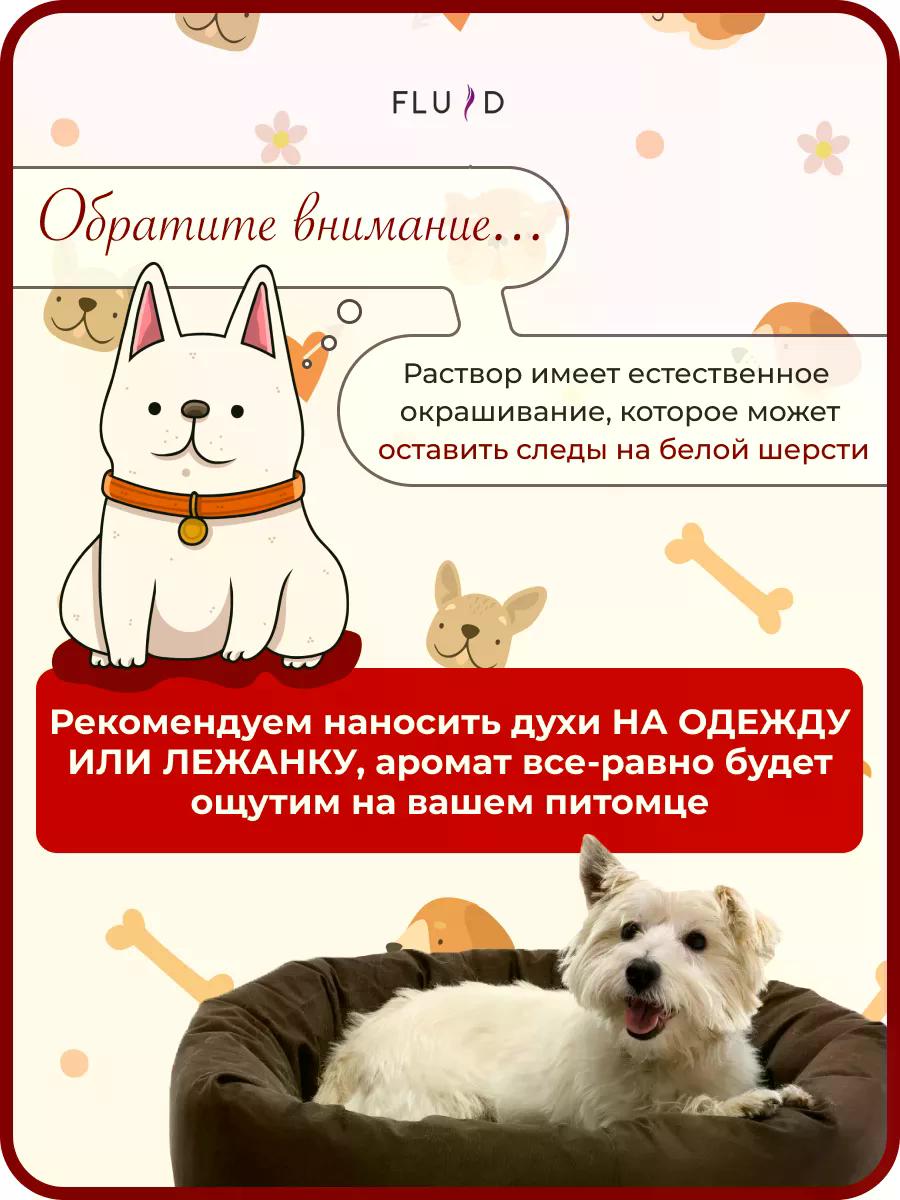 FLUID
Обратите внимание...
Раствор имеет естественное
окрашивание, которое может
оставить следы на белой шерсти
Рекомендуем наносить духи НА ОДЕЖДУ
ИЛИ ЛЕЖАНКУ, аромат все-равно будет
ощутим на вашем питомце